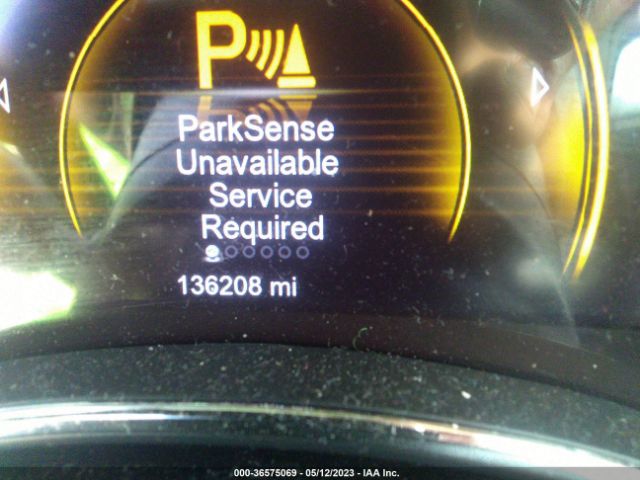 P
ParkSense
Unavailable
Service
Required
136208 mi
000-36575069 - 05/12/2023 - IAA Inc.